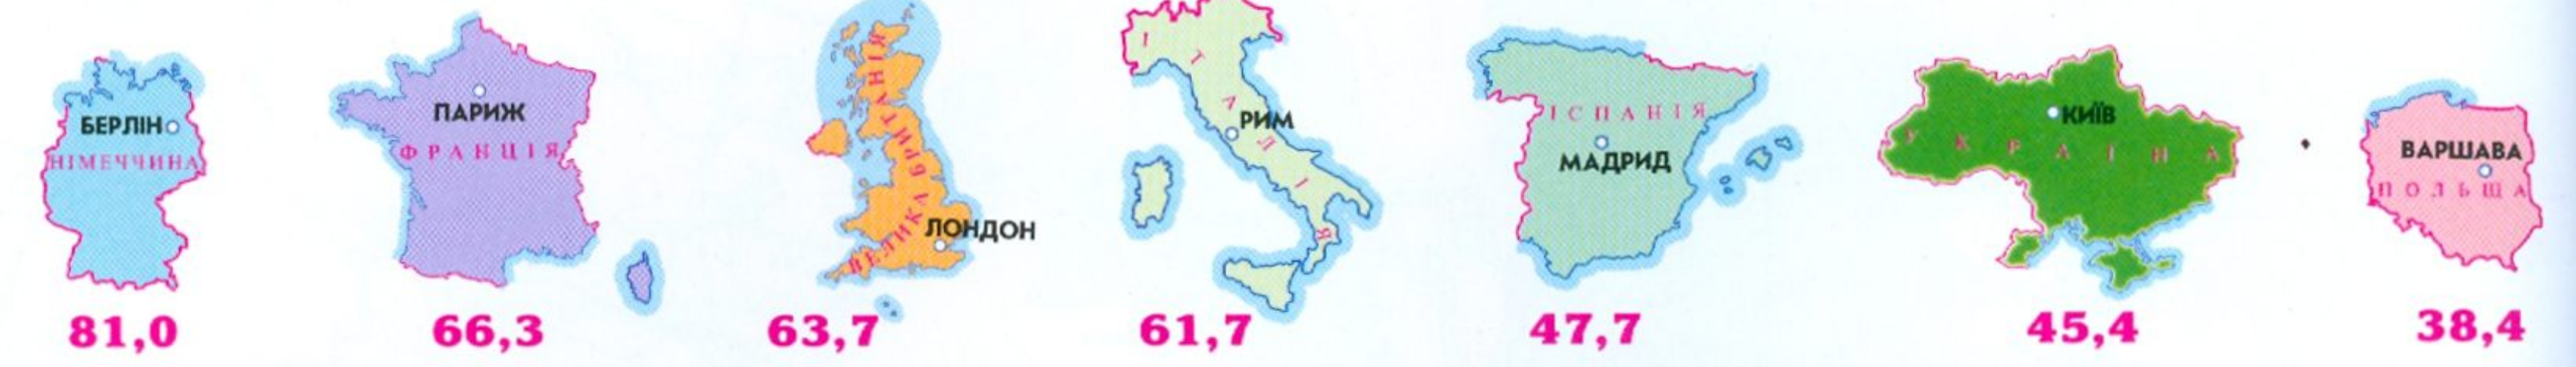 БЕРЛІН
НІМЕЧЧИНА
81,0
ПАРИЖ
ФРАНЦІЯ
66,3
ВЕЛИКА БРИТАНІЯ
ЛОНДОН
63,7
ІТАЛІЯ
РИМ
61,7
ІСПАНІЯ
МАДРИД
47,7
КИЇВ
УКРАЇНА
45,4
ВАРШАВА
ПОЛЬЩА
38,4